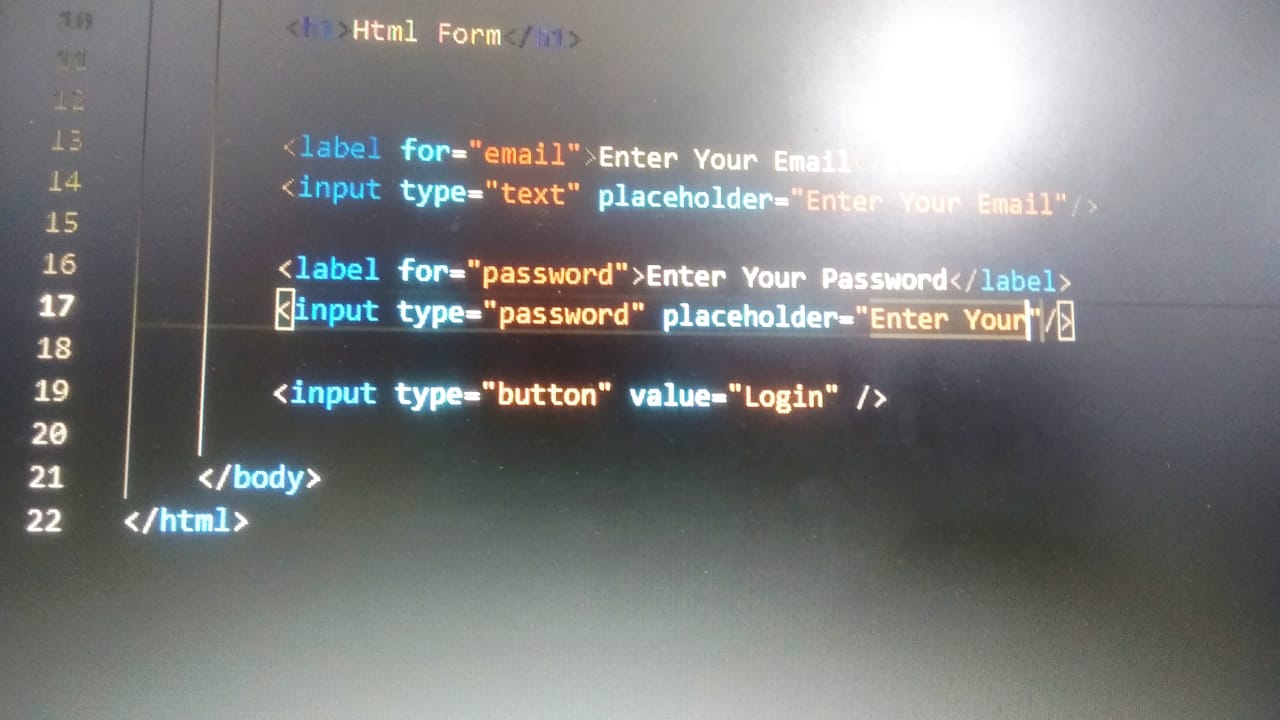 10 <h1>Html Form</h1>
11
12
13 <label for="email">Enter Your Email
14 <input type="text" placeholder="Enter Your Email"/>
15
16 <label for="password">Enter Your Password</label>
17 <input type="password" placeholder="Enter Your"/>
18
19 <input type="button" value="Login" />
20
21 </body>
22 </html>